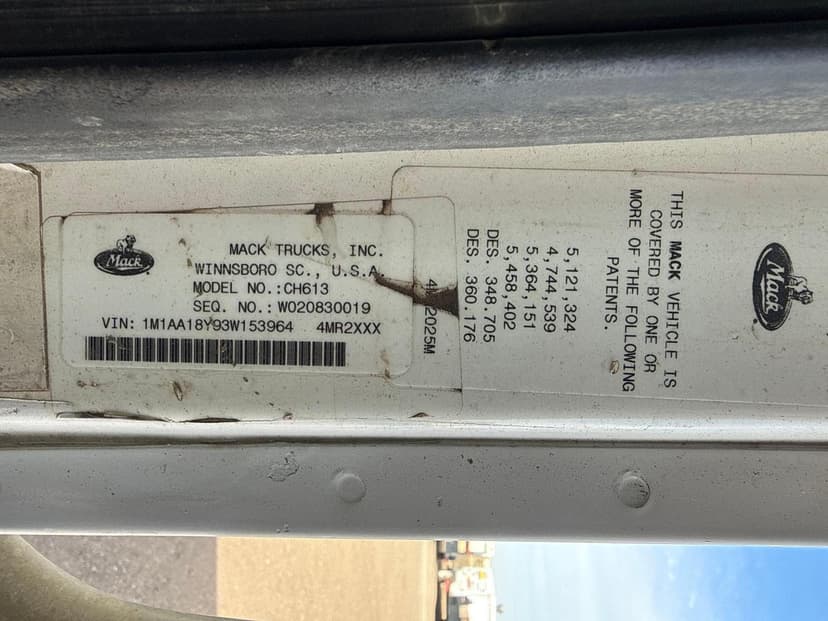 Mack
MACK TRUCKS, INC.
WINNSBORO SC., U.S.A.
MODEL NO.:CH613
SEQ. NO.: W020830019
VIN: 1M1AA18Y93W153964 4MR2XXX
Mack
THIS MACK VEHICLE IS
COVERED BY ONE OR
MORE OF THE FOLLOWING
PATENTS.
5,121,324
4,744,539
5,364,151
5,458,402
DES. 348.705
DES. 360.176